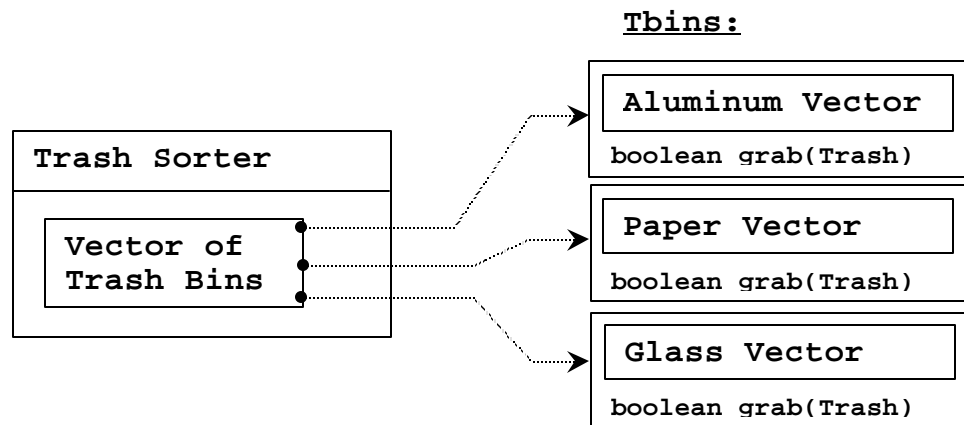 Tbins:
Aluminum Vector
boolean grab(Trash)
Trash Sorter
Vector of
Trash Bins
Paper Vector
boolean grab(Trash)
Glass Vector
boolean grab(Trash)